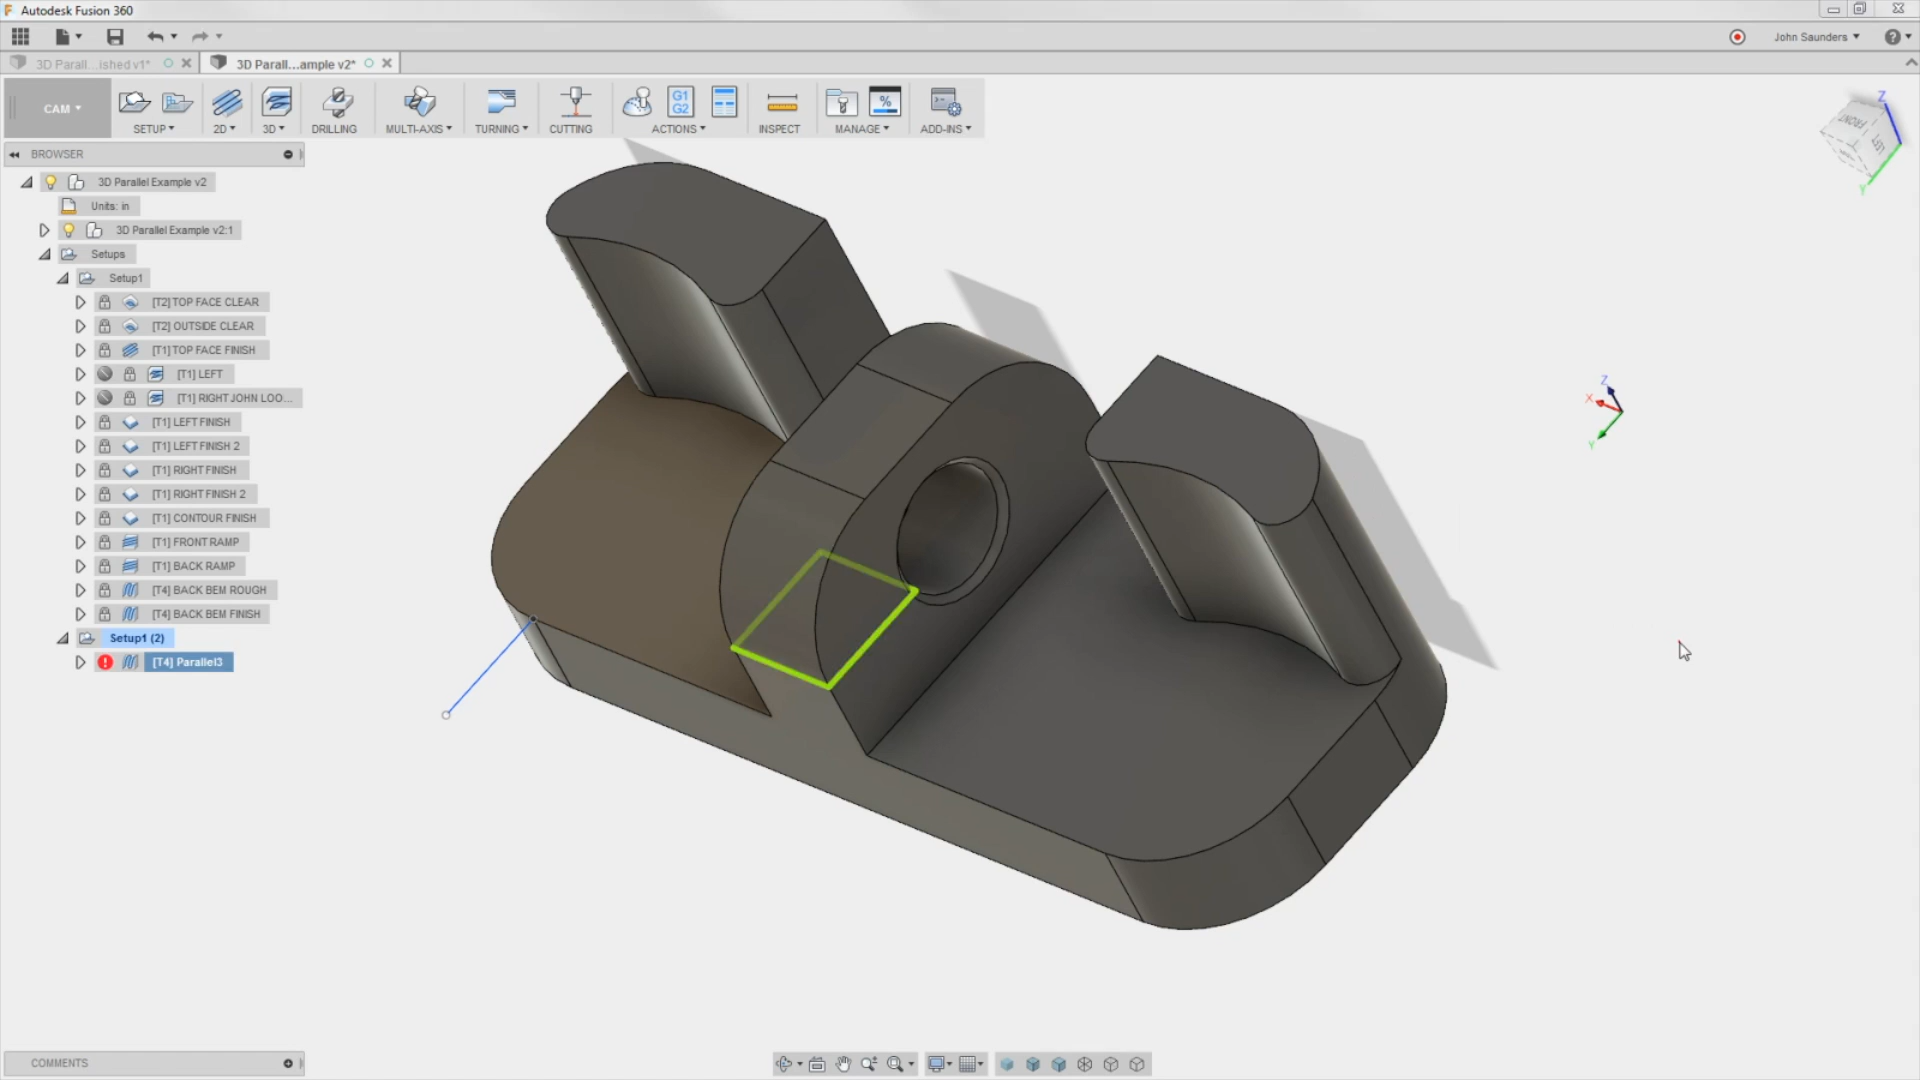 Autodesk Fusion 360
John Saunders
3D Parall...ished v1*
3D Parall...ample v2*
CAM
SETUP
2D
3D
DRILLING
MULTI-AXIS
TURNING
CUTTING
G1
G2
ACTIONS
INSPECT
%
MANAGE
ADD-INS
BROWSER
3D Parallel Example v2
Units: in
3D Parallel Example v2:1
Setups
Setup1
[T2] TOP FACE CLEAR
[T2] OUTSIDE CLEAR
[T1] TOP FACE FINISH
[T1] LEFT
[T1] RIGHT JOHN LOO...
[T1] LEFT FINISH
[T1] LEFT FINISH 2
[T1] RIGHT FINISH
[T1] RIGHT FINISH 2
[T1] CONTOUR FINISH
[T1] FRONT RAMP
[T1] BACK RAMP
[T4] BACK BEM ROUGH
[T4] BACK BEM FINISH
Setup1 (2)
[T4] Parallel3
Z
FRONT
Y
Z
X
Y
COMMENTS